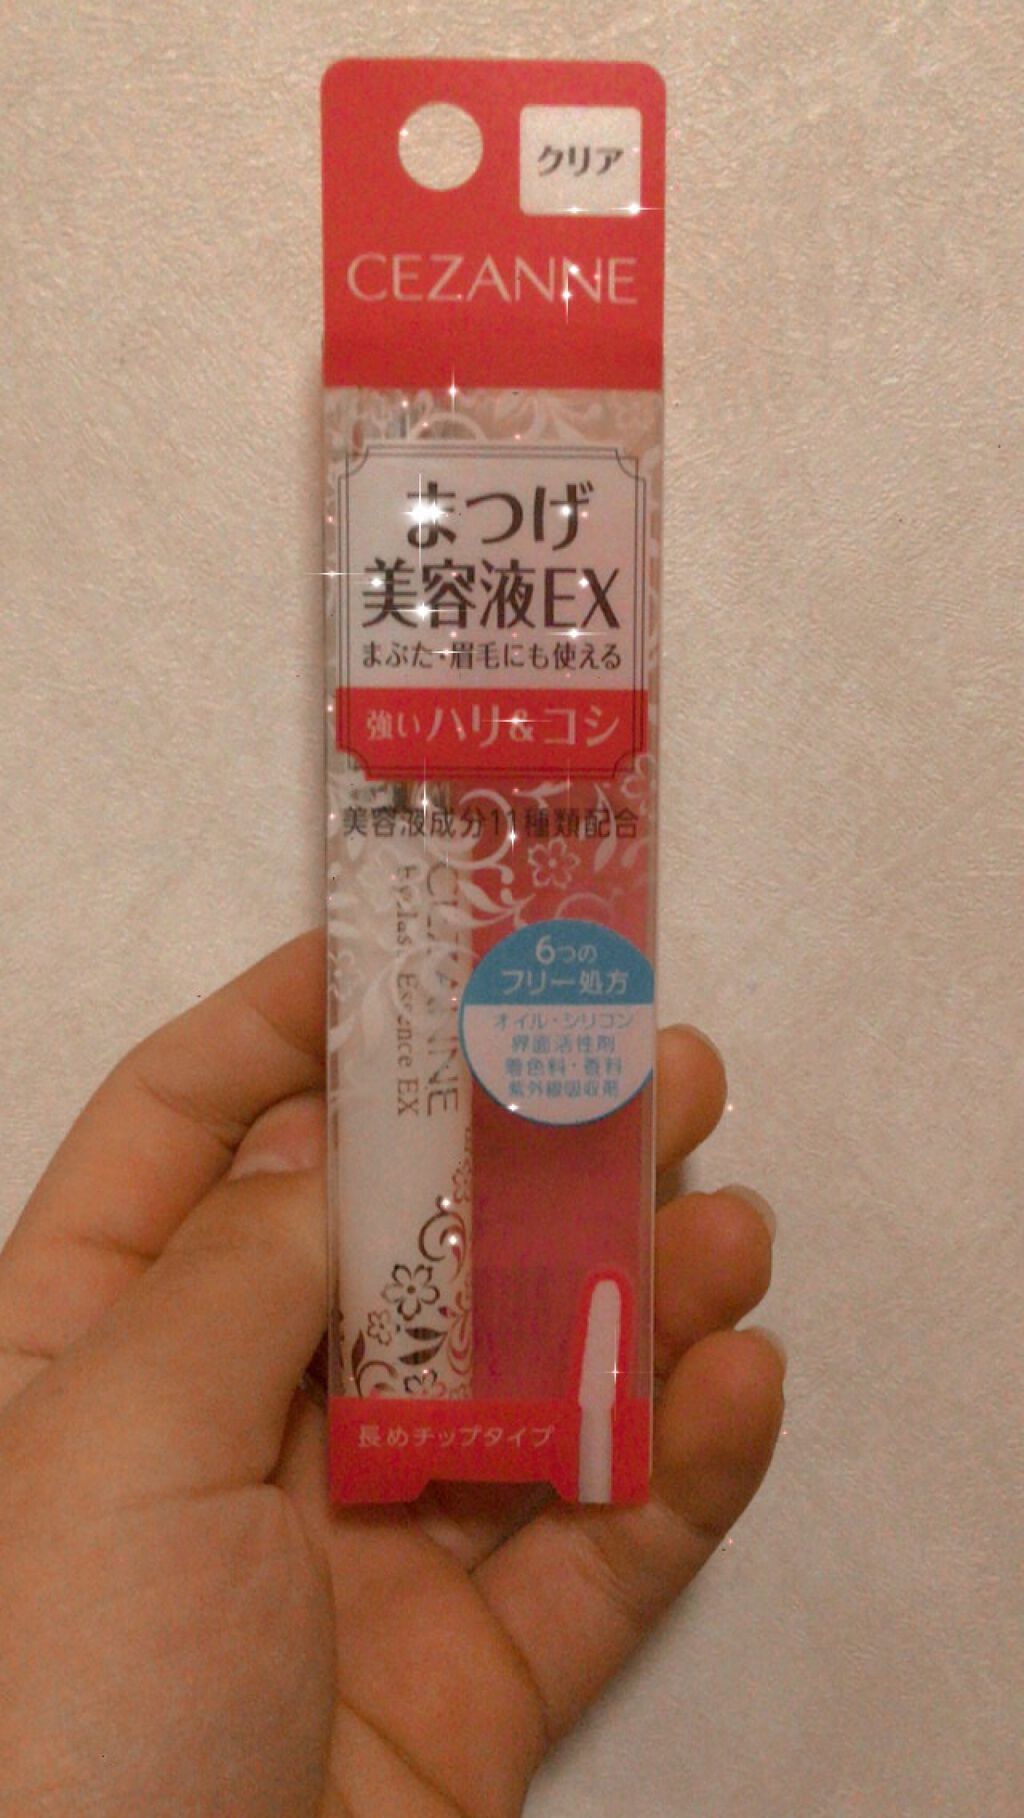 クリア
CEZANNE
まつげ
美容液EX
まぶた・眉毛にも使える
強いハリ&コシ
美容液成分11種類配合
CEZANNE
Eyelash Essence EX
6つの
フリー処方
オイル・シリコン
界面活性剤
着色料・香料
紫外線吸収剤
長めチップタイプ